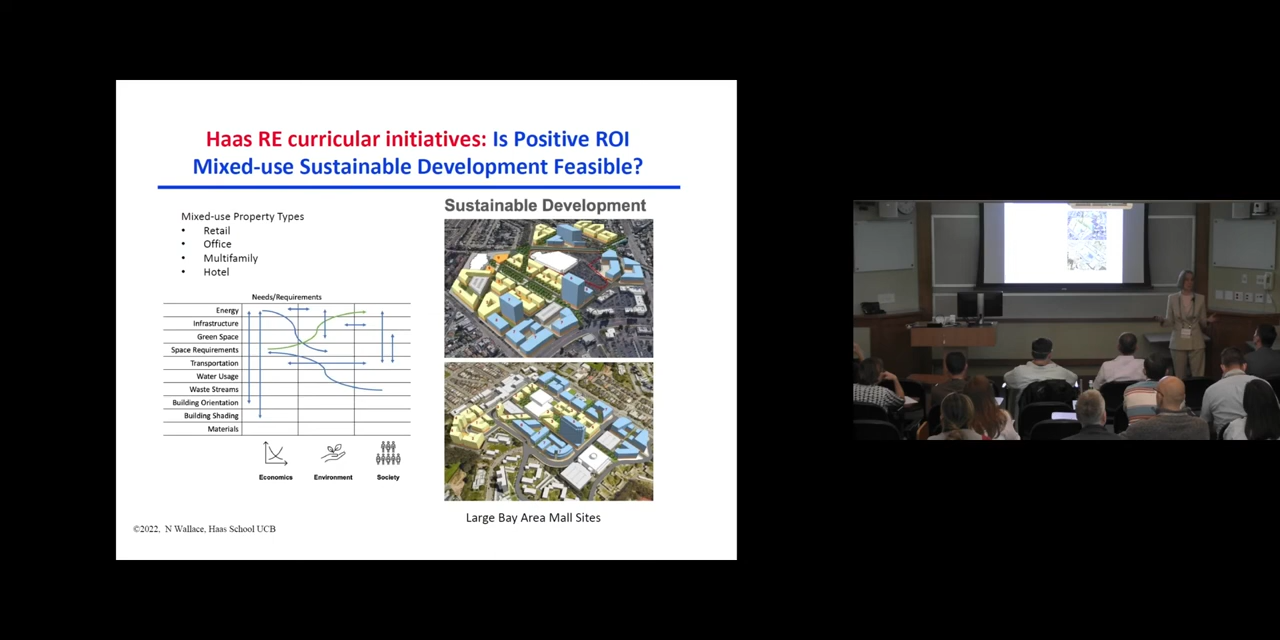 Haas RE curricular initiatives: Is Positive ROI
Mixed-use Sustainable Development Feasible?
Mixed-use Property Types
• Retail
• Office
• Multifamily
• Hotel
Needs/Requirements
Energy
Infrastructure
Green Space
Space Requirements
Transportation
Water Usage
Waste Streams
Building Orientation
Building Shading
Materials
Economics
Environment
Society
Sustainable Development
Large Bay Area Mall Sites
©2022, N Wallace, Haas School UCB